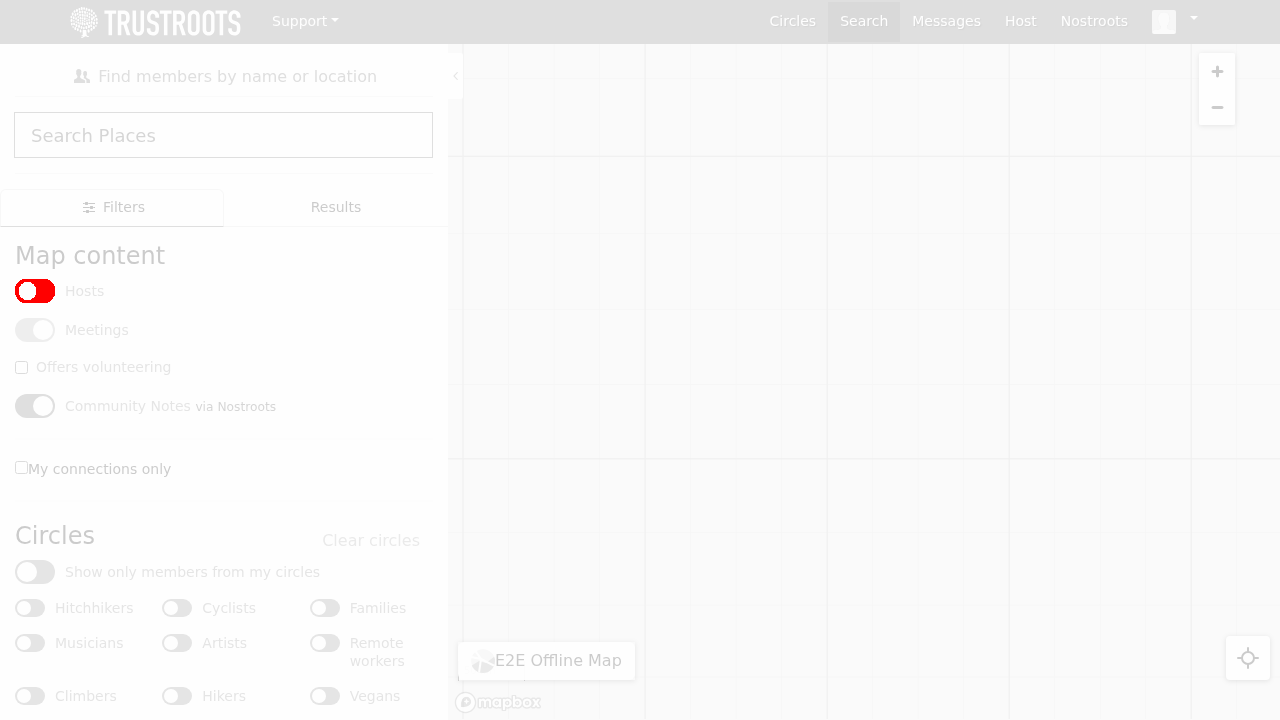 TRUSTROOTS
Support
Circles
Search
Messages
Host
Nostroots
Find members by name or location
Search Places
Filters
Results
Map content
Hosts
Meetings
Offers volunteering
Community Notes via Nostroots
My connections only
Circles
Clear circles
Show only members from my circles
Hitchhikers
Cyclists
Families
Musicians
Artists
Remote
workers
Climbers
Hikers
Vegans
E2E Offline Map
mapbox